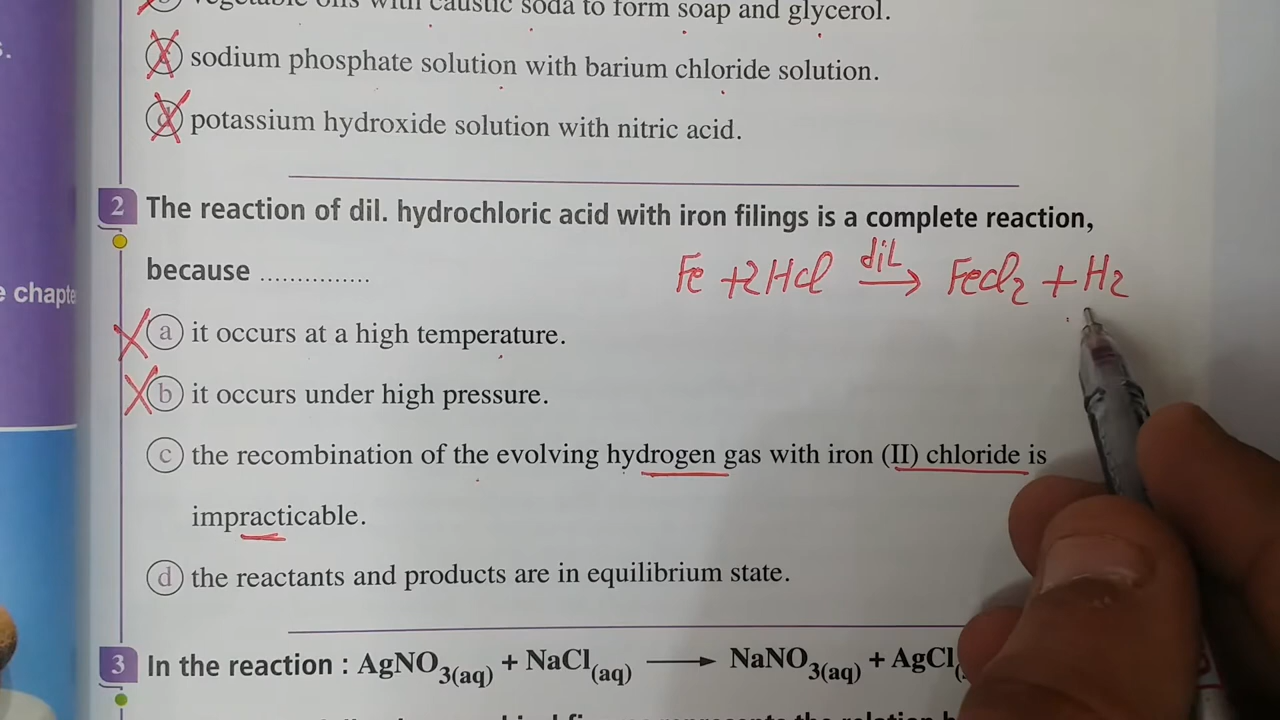 vegetable oils with caustic soda to form soap and glycerol.
c sodium phosphate solution with barium chloride solution.
d potassium hydroxide solution with nitric acid.
2 The reaction of dil. hydrochloric acid with iron filings is a complete reaction,
because ...............
Fe + 2HCl dil → FeCl2 + H2
e chapte
a it occurs at a high temperature.
b it occurs under high pressure.
c the recombination of the evolving hydrogen gas with iron (II) chloride is
impracticable.
d the reactants and products are in equilibrium state.
3 In the reaction : AgNO3(aq) + NaCl(aq) → NaNO3(aq) + AgCl(